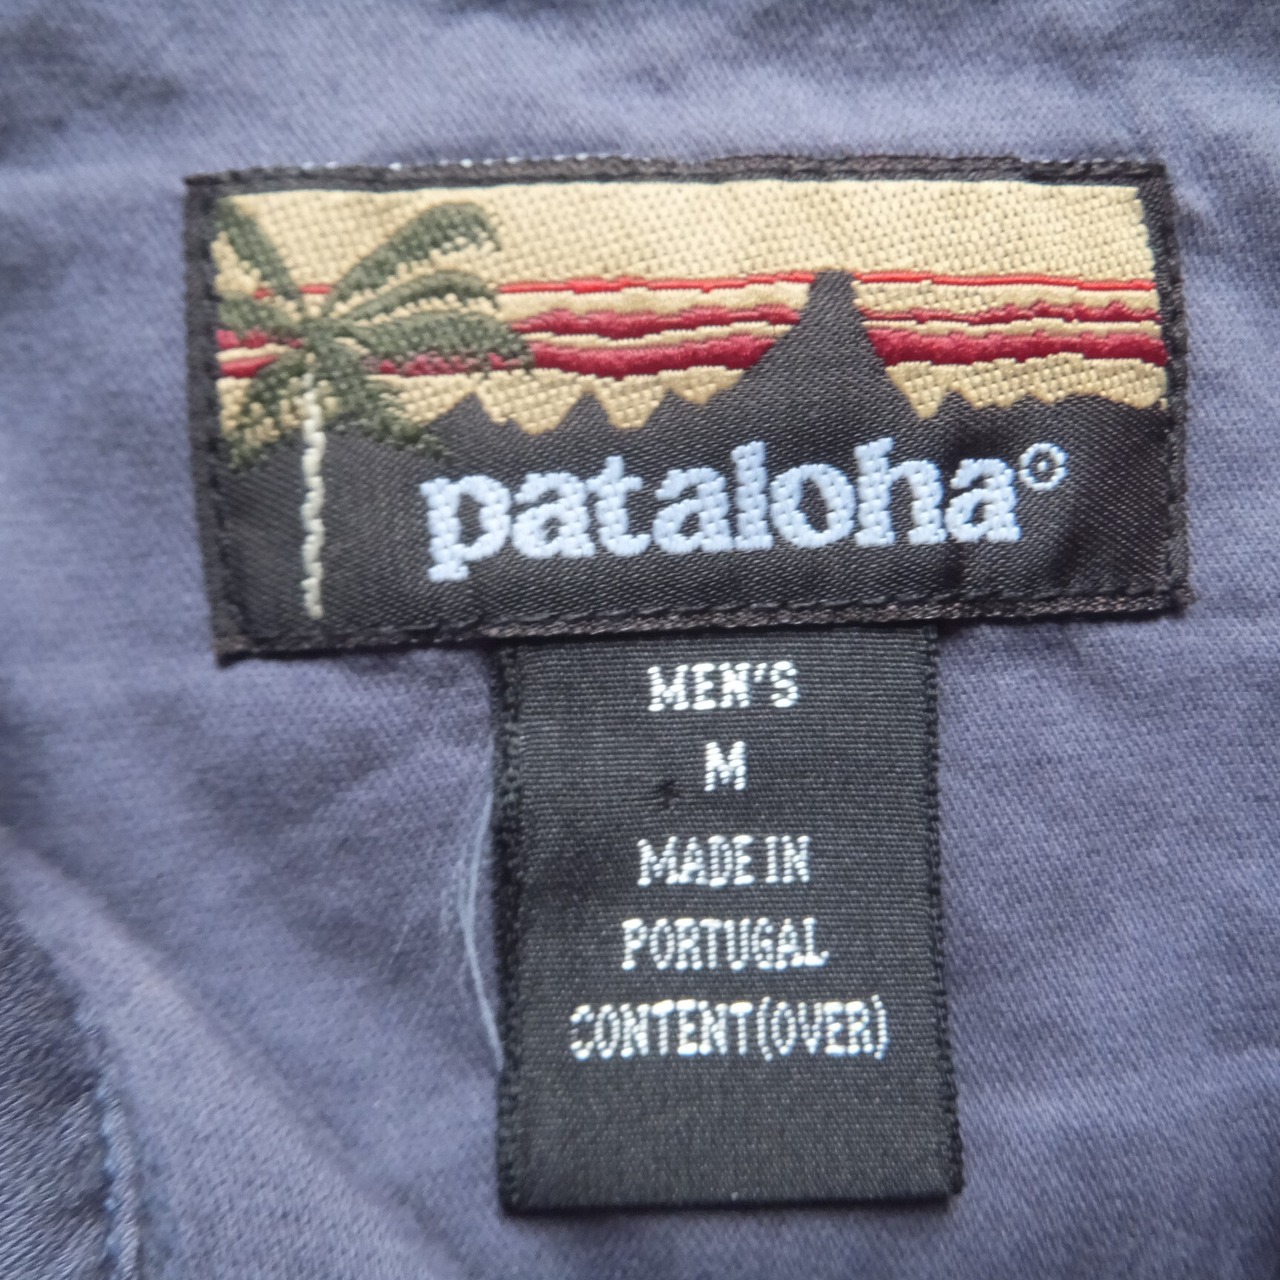 pataloha®
MEN'S
M
MADE IN
PORTUGAL
CONTENT(OVER)